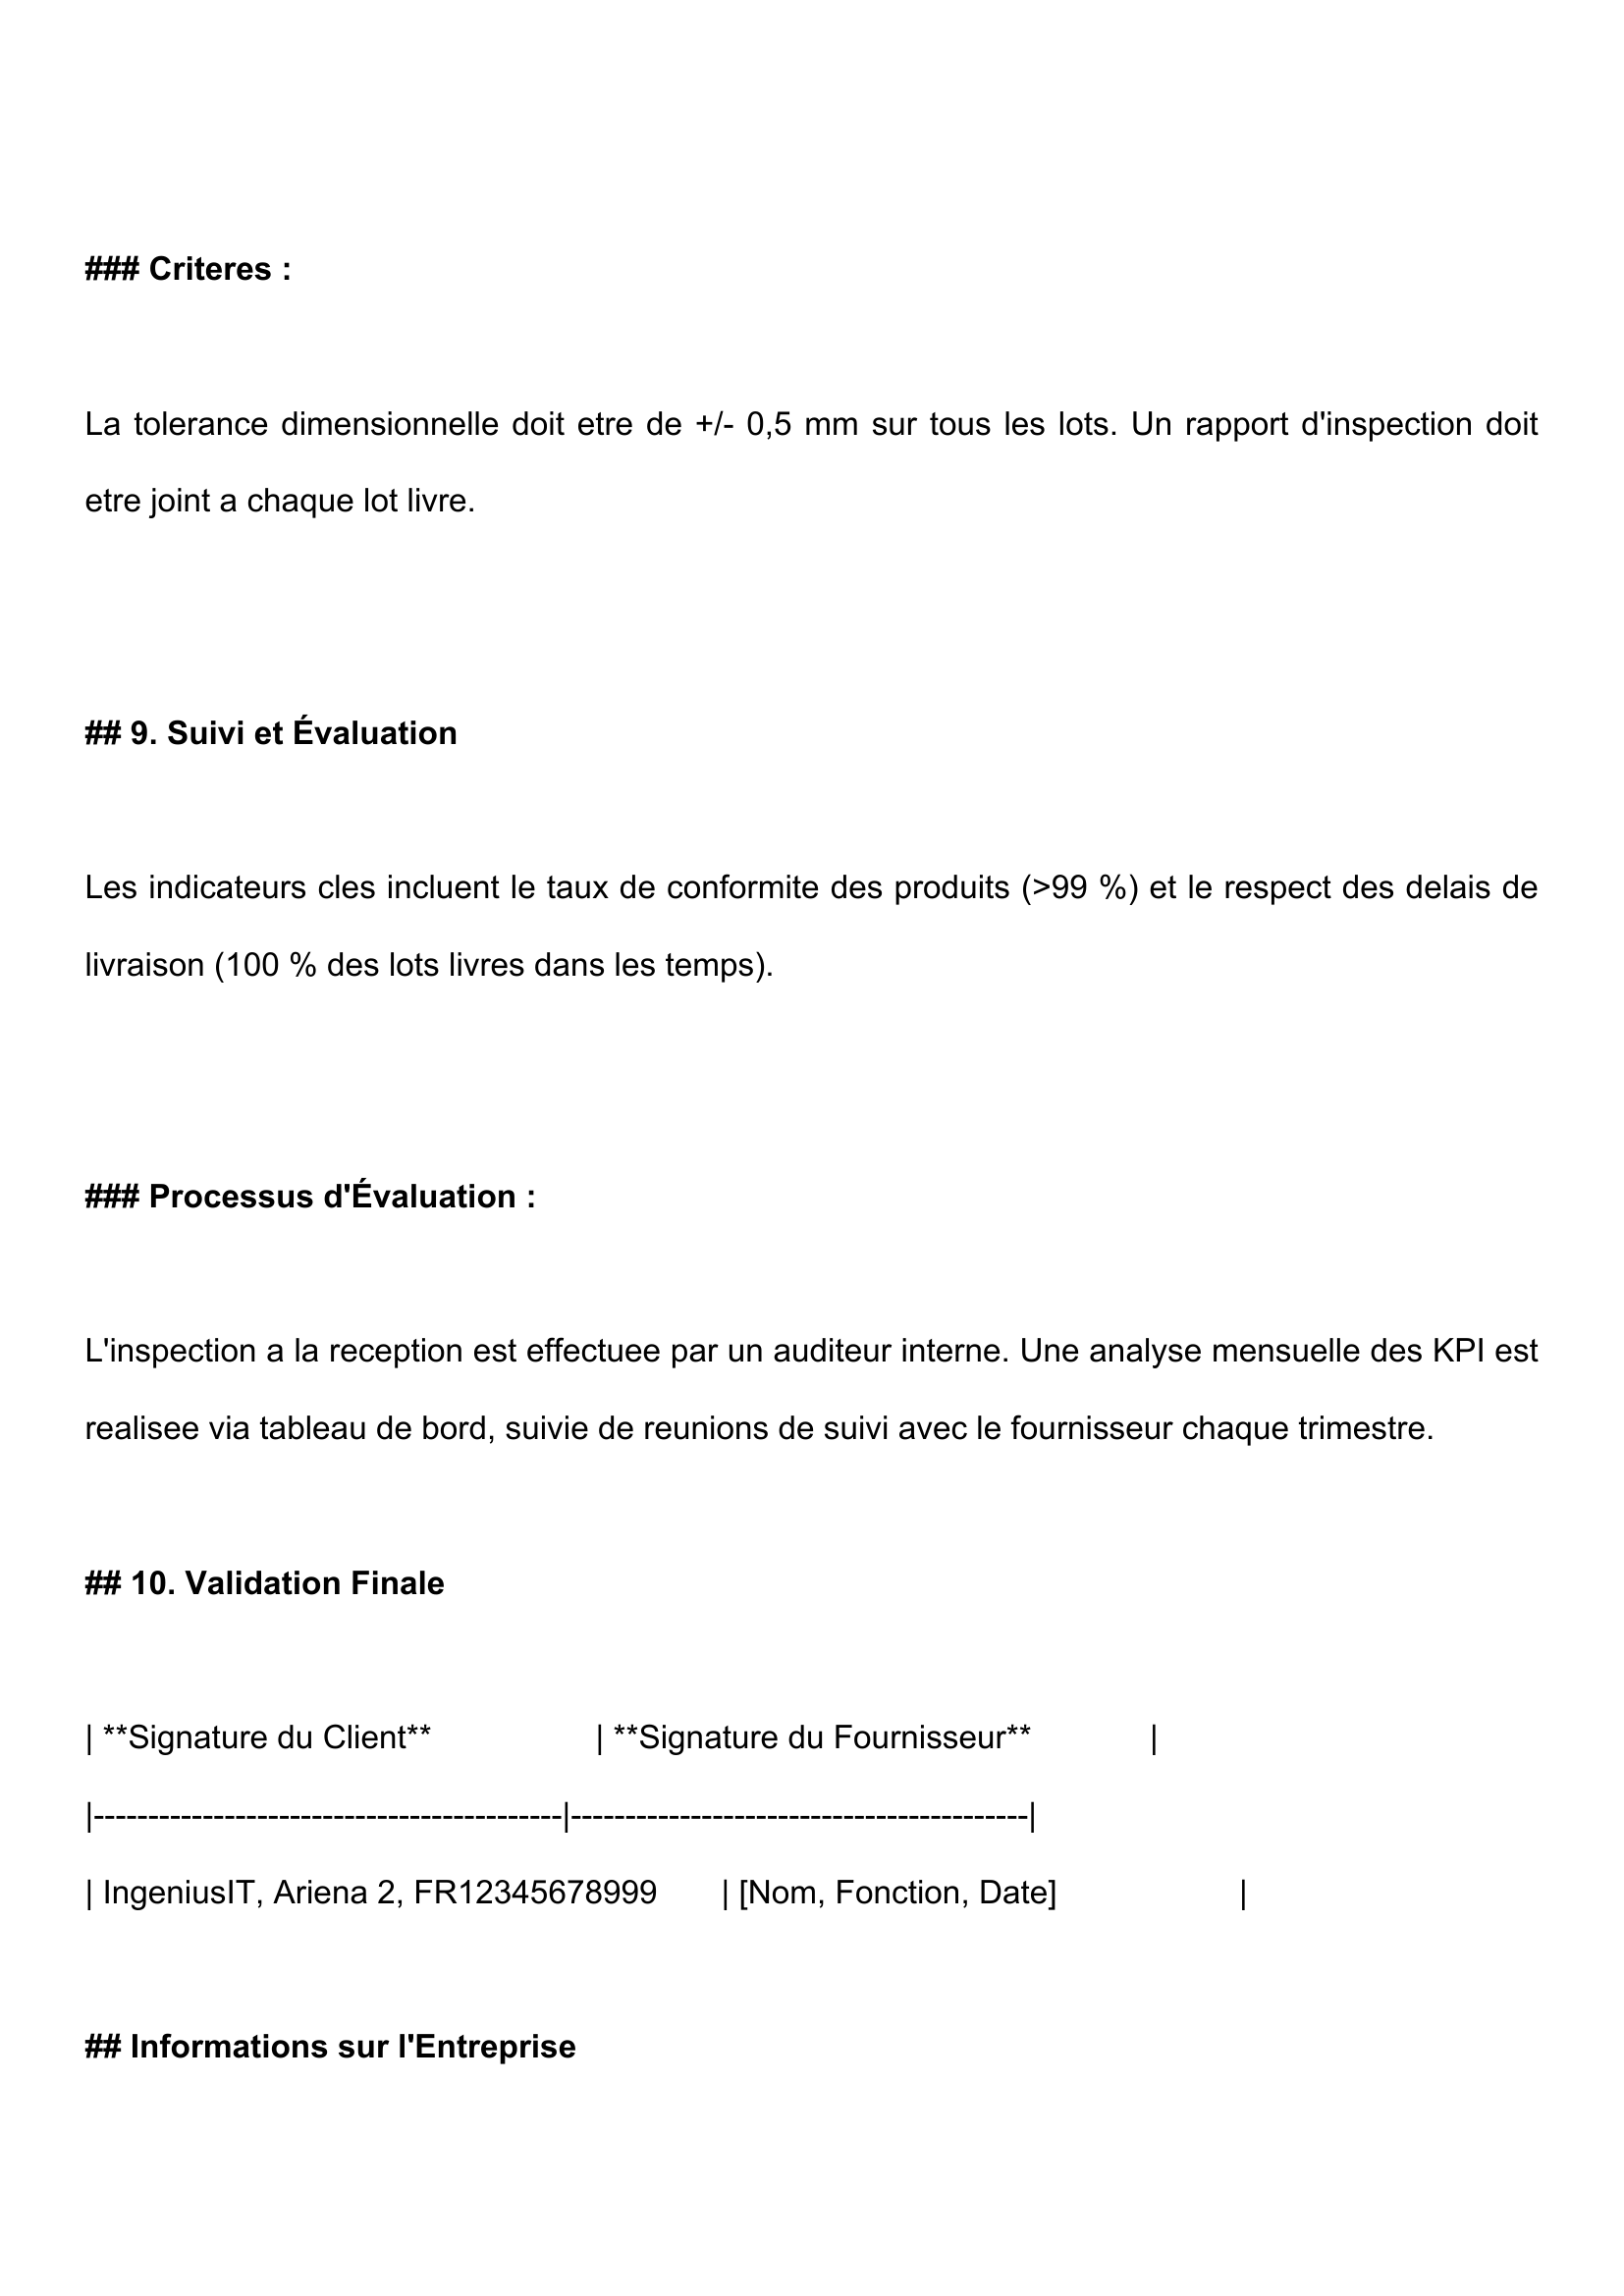 ### Criteres :
La tolerance dimensionnelle doit etre de +/- 0,5 mm sur tous les lots. Un rapport d'inspection doit
etre joint a chaque lot livre.
## 9. Suivi et Évaluation
Les indicateurs cles incluent le taux de conformite des produits (>99 %) et le respect des delais de
livraison (100 % des lots livres dans les temps).
### Processus d'Évaluation :
L'inspection a la reception est effectuee par un auditeur interne. Une analyse mensuelle des KPI est
realisee via tableau de bord, suivie de reunions de suivi avec le fournisseur chaque trimestre.
## 10. Validation Finale
| **Signature du Client** | **Signature du Fournisseur** |
|-------------------------------------------|------------------------------------------|
| IngeniusIT, Ariena 2, FR12345678999 | [Nom, Fonction, Date] |
## Informations sur l'Entreprise